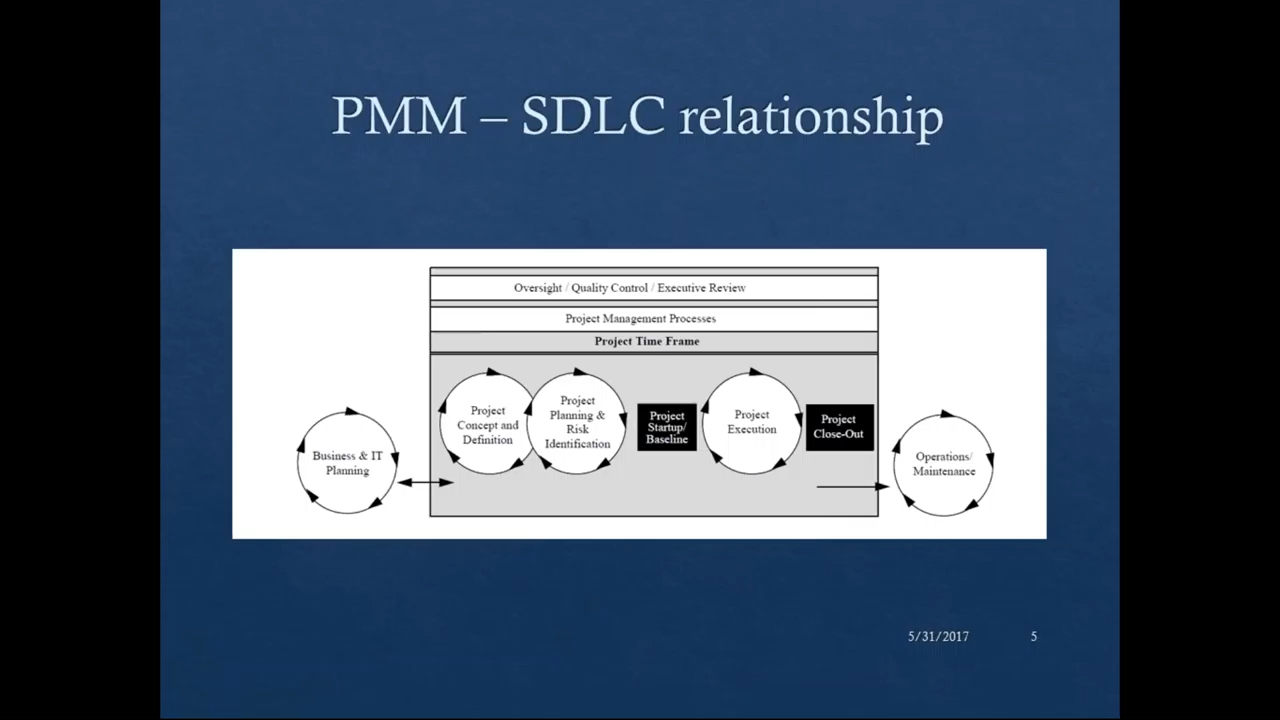 PMM – SDLC relationship
Oversight / Quality Control / Executive Review
Project Management Processes
Project Time Frame
Business & IT
Planning
Project
Concept and
Definition
Project
Planning &
Risk
Identification
Project
Startup/
Baseline
Project
Execution
Project
Close-Out
Operations/
Maintenance
5/31/2017
5